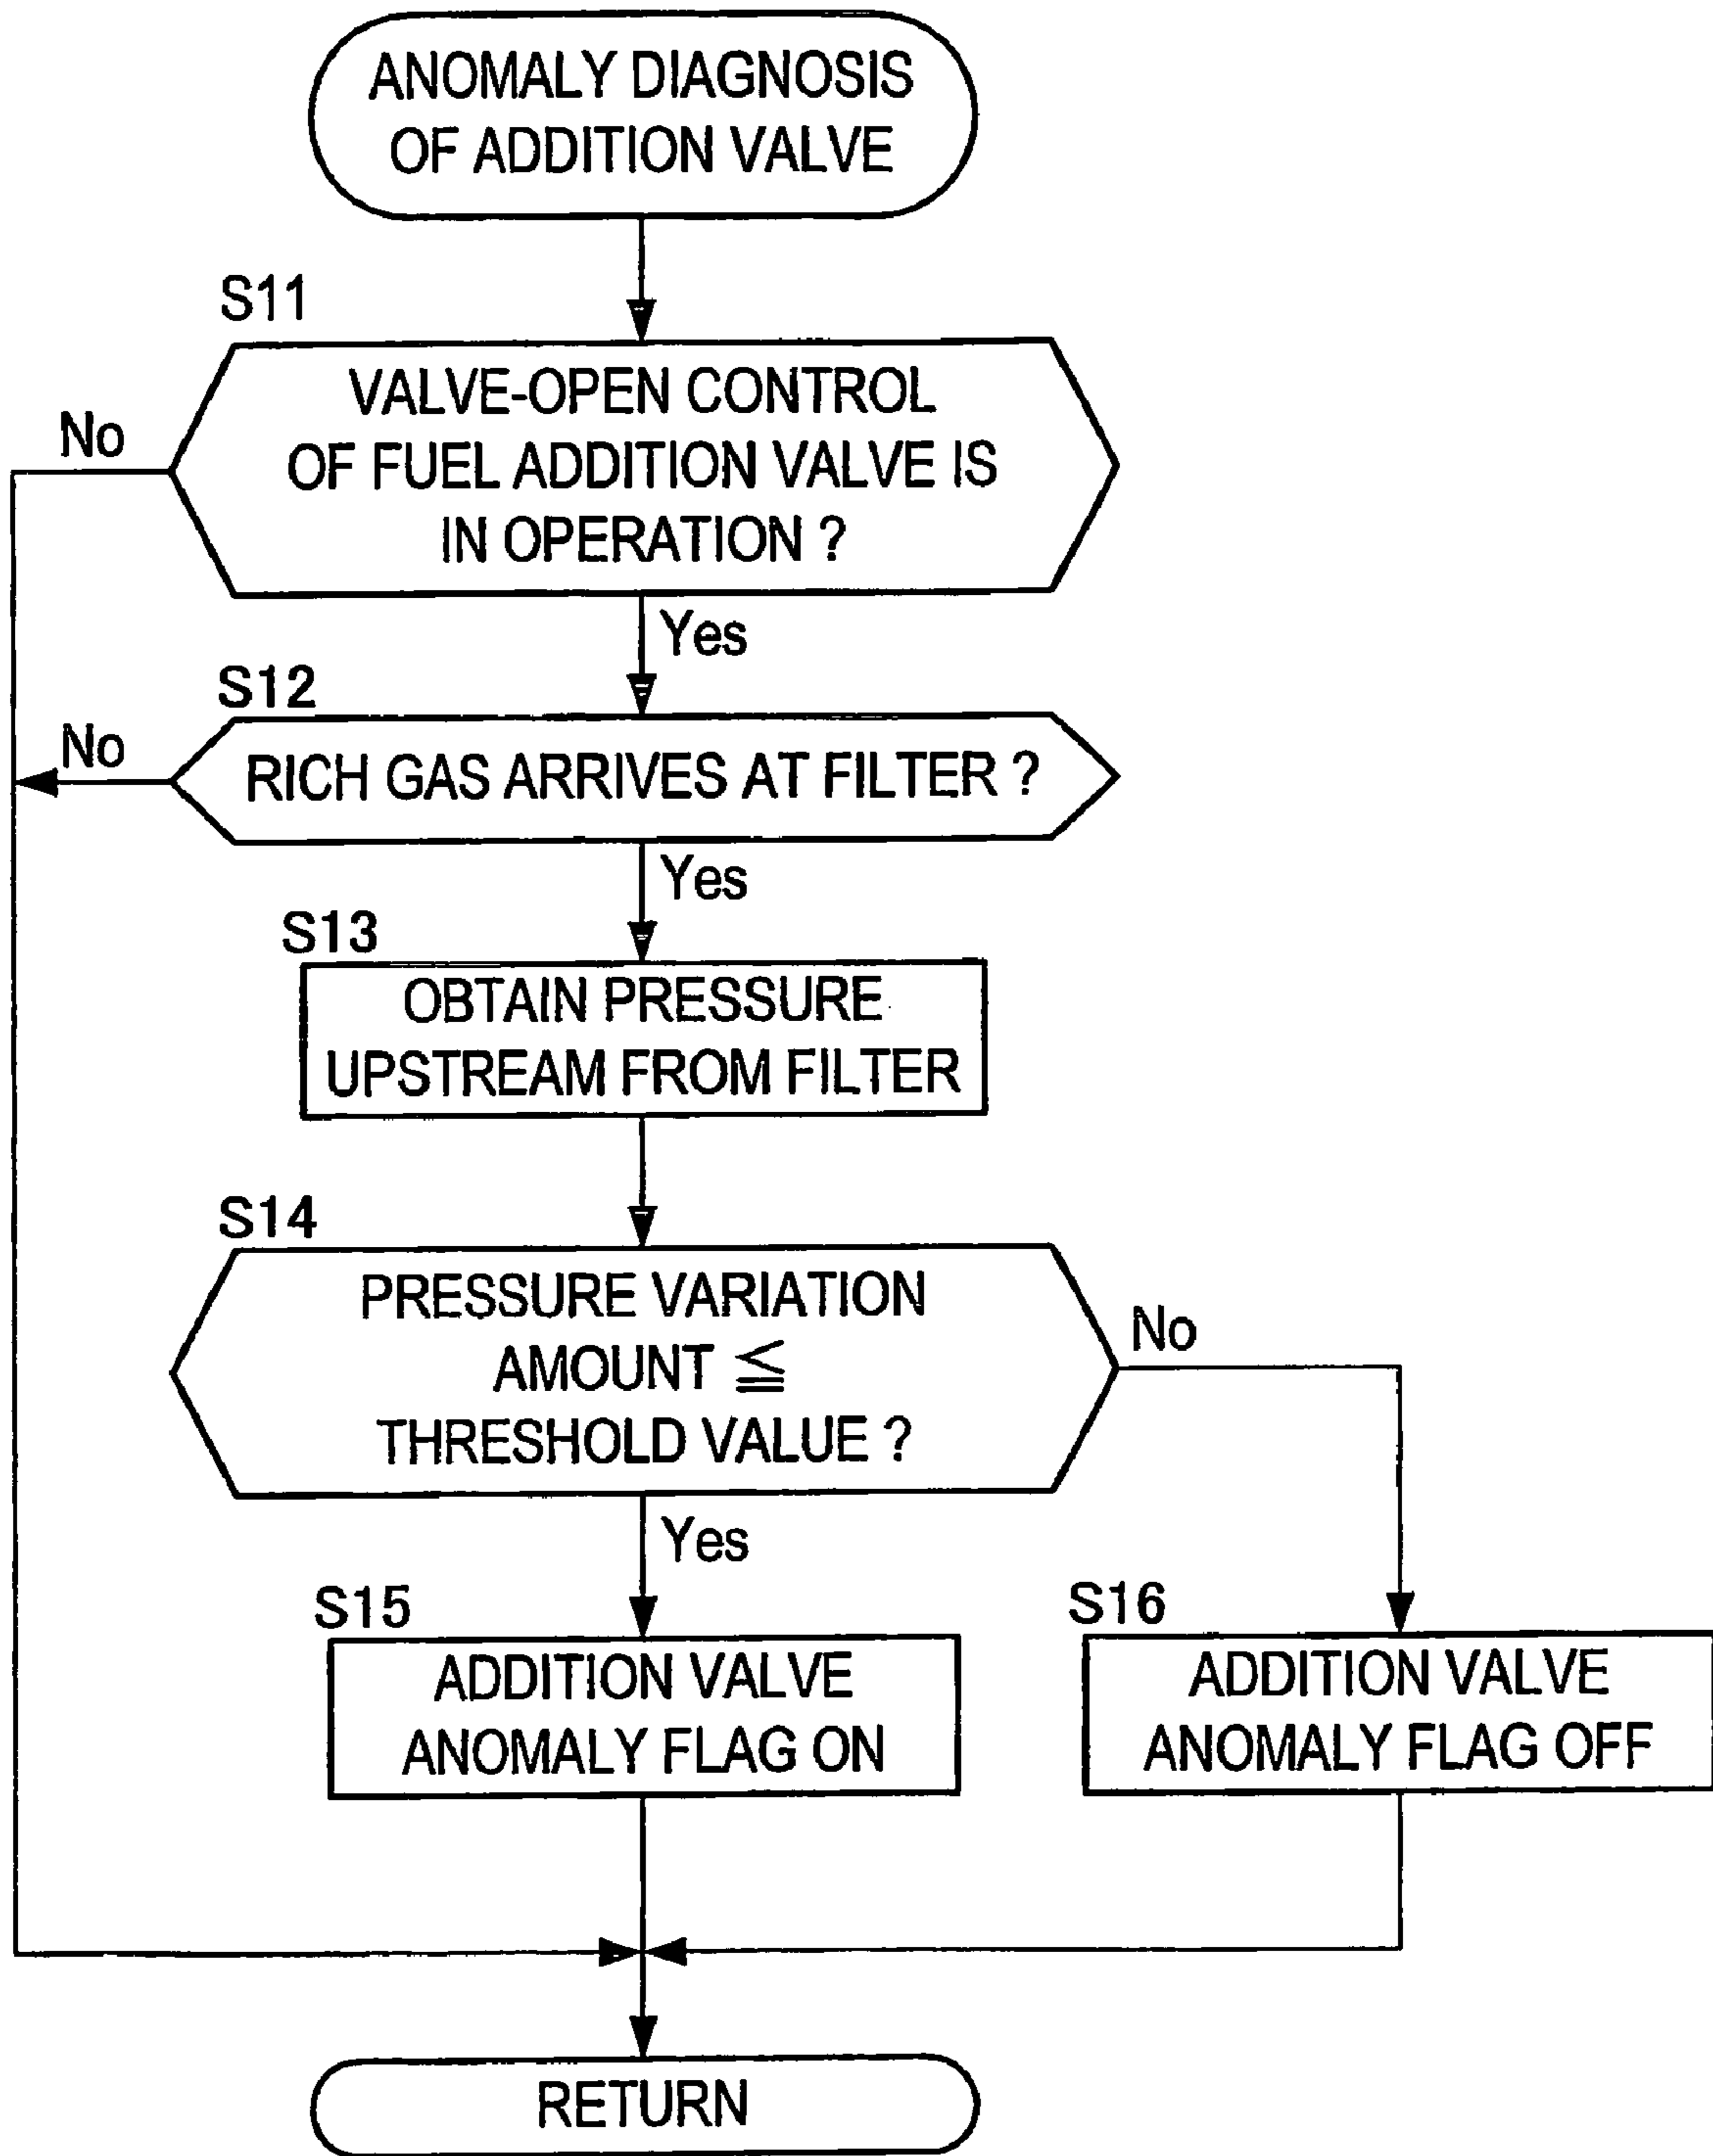 ANOMALY DIAGNOSIS
OF ADDITION VALVE
S11
VALVE-OPEN CONTROL
OF FUEL ADDITION VALVE IS
IN OPERATION ?
No
Yes
S12
No
RICH GAS ARRIVES AT FILTER ?
Yes
S13
OBTAIN PRESSURE
UPSTREAM FROM FILTER
S14
PRESSURE VARIATION
AMOUNT ≦
THRESHOLD VALUE ?
No
Yes
S15
ADDITION VALVE
ANOMALY FLAG ON
S16
ADDITION VALVE
ANOMALY FLAG OFF
RETURN